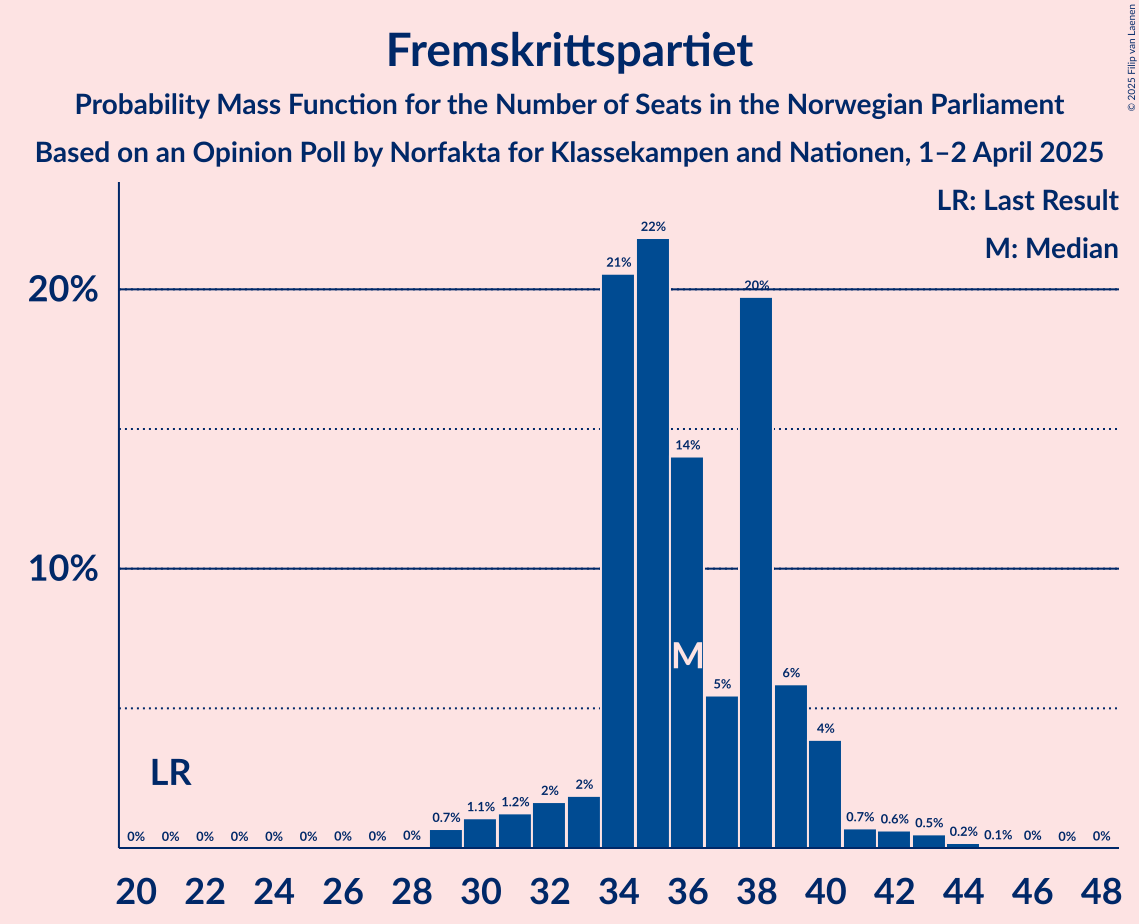 Fremskrittspartiet
Probability Mass Function for the Number of Seats in the Norwegian Parliament
Based on an Opinion Poll by Norfakta for Klassekampen and Nationen, 1–2 April 2025
© 2025 Filip van Laenen
LR: Last Result
M: Median
22%
21%
20%
20%
14%
10%
M
5%
6%
4%
LR
0% 0% 0% 0% 0% 0% 0% 0% 0% 0.7% 1.1% 1.2% 2% 2% 0.7% 0.6% 0.5% 0.2% 0.1% 0% 0% 0%
20 22 24 26 28 30 32 34 36 38 40 42 44 46 48